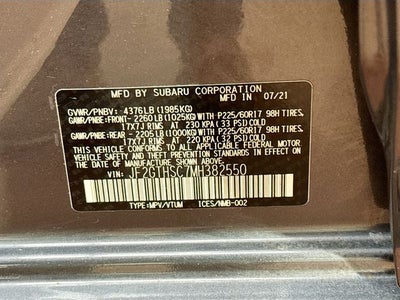 MFD BY SUBARU CORPORATION
MFD IN 07/21
GVWR/PNBV: 4376LB (1985KG)
GAWR/PNBE:FRONT- 2260LB(1025KG)WITH P225/60R17 98H TIRES,
17X7J RIMS AT 230 KPA (33 PSI)COLD
GAWR/PNBE:REAR - 2205LB(1000KG)WITH P225/60R17 98H TIRES,
17X7J RIMS AT 220 KPA (32 PSI)COLD
THIS VEHICLE CONFORMS TO ALL APPLICABLE FEDERAL
MOTOR VEHICLE SAFETY, BUMPER, AND THEFT PREVENTION
STANDARDS IN EFFECT ON THE DATE OF MANUFACTURE
SHOWN ABOVE.
VIN: JF2GTHSC7MH382550
TYPE:MPV/VTUM ICES/NMB-002